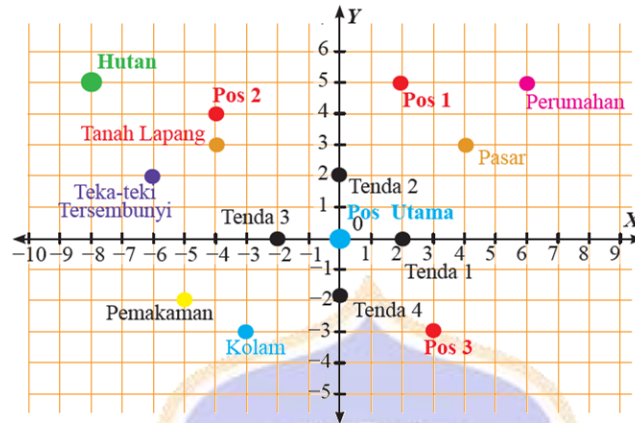 Y
6
Hutan
5
Pos 2
Pos 1
Perumahan
4
Tanah Lapang
3
Pasar
Teka-teki
Tersembunyi
2
Tenda 2
1
Tenda 3
0
Pos Utama
X
−10 −9 −8 −7 −6 −5 −4 −3 −2 −1 1 2 3 4 5 6 7 8 9
−1
Tenda 1
−2
Pemakaman
Tenda 4
−3
Kolam
Pos 3
−4
−5